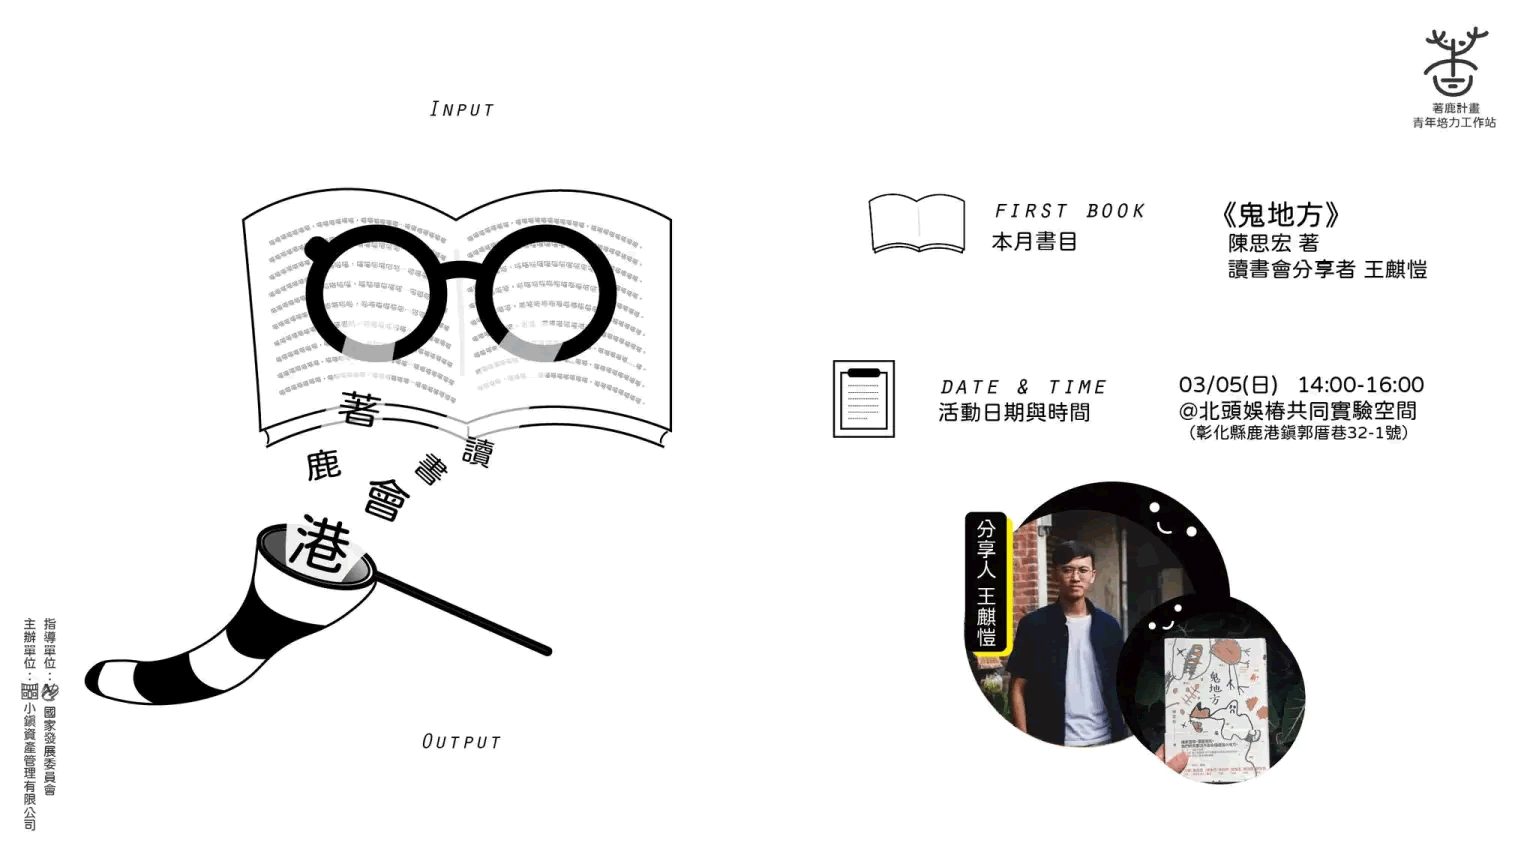 INPUT
著
鹿
港
讀
書
會
OUTPUT
指導單位：國家發展委員會
主辦單位：小鎮資產管理有限公司
著鹿計畫
青年培力工作站
FIRST BOOK
本月書目
《鬼地方》
陳思宏 著
讀書會分享者 王麒愷
DATE & TIME
活動日期與時間
03/05(日) 14:00-16:00
@北頭娛椿共同實驗空間
(彰化縣鹿港鎮郭厝巷32-1號)
分享人 王麒愷
鬼地方